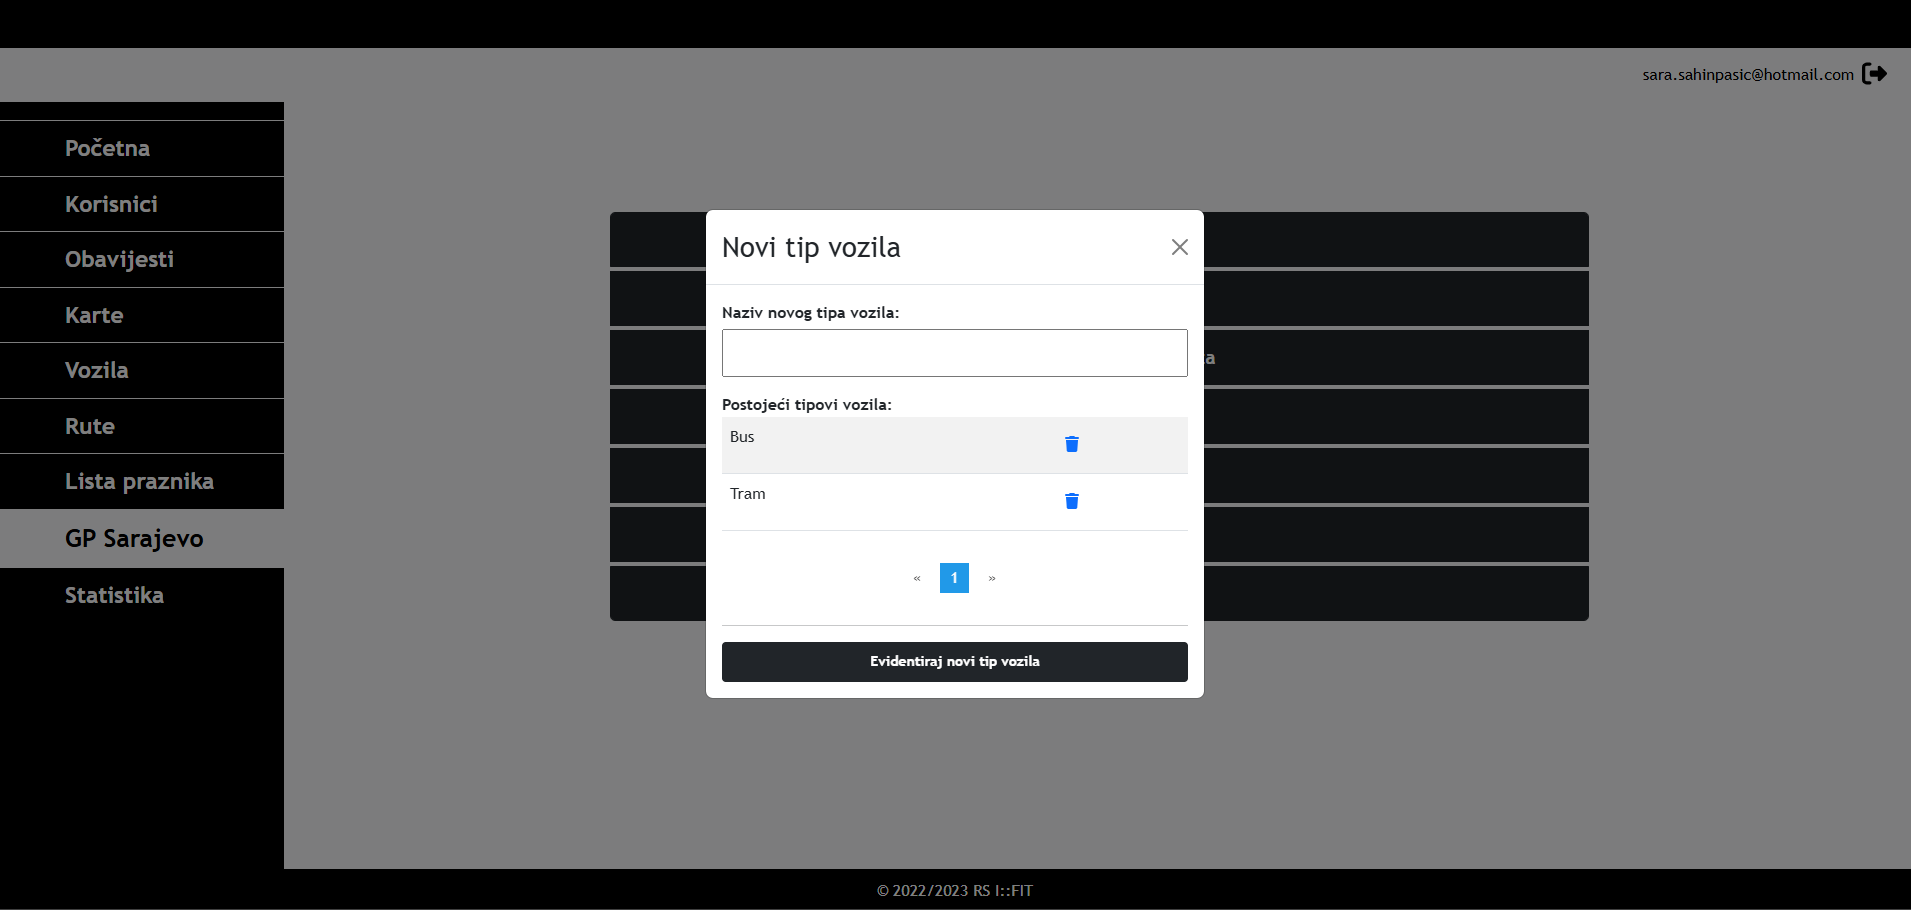 sara.sahinpasic@hotmail.com
Početna
Korisnici
Obavijesti
Karte
Vozila
Rute
Lista praznika
GP Sarajevo
Statistika
Novi tip vozila
Naziv novog tipa vozila:
Postojeći tipovi vozila:
Bus
Tram
« 1 »
Evidentiraj novi tip vozila
© 2022/2023 RS I::FIT